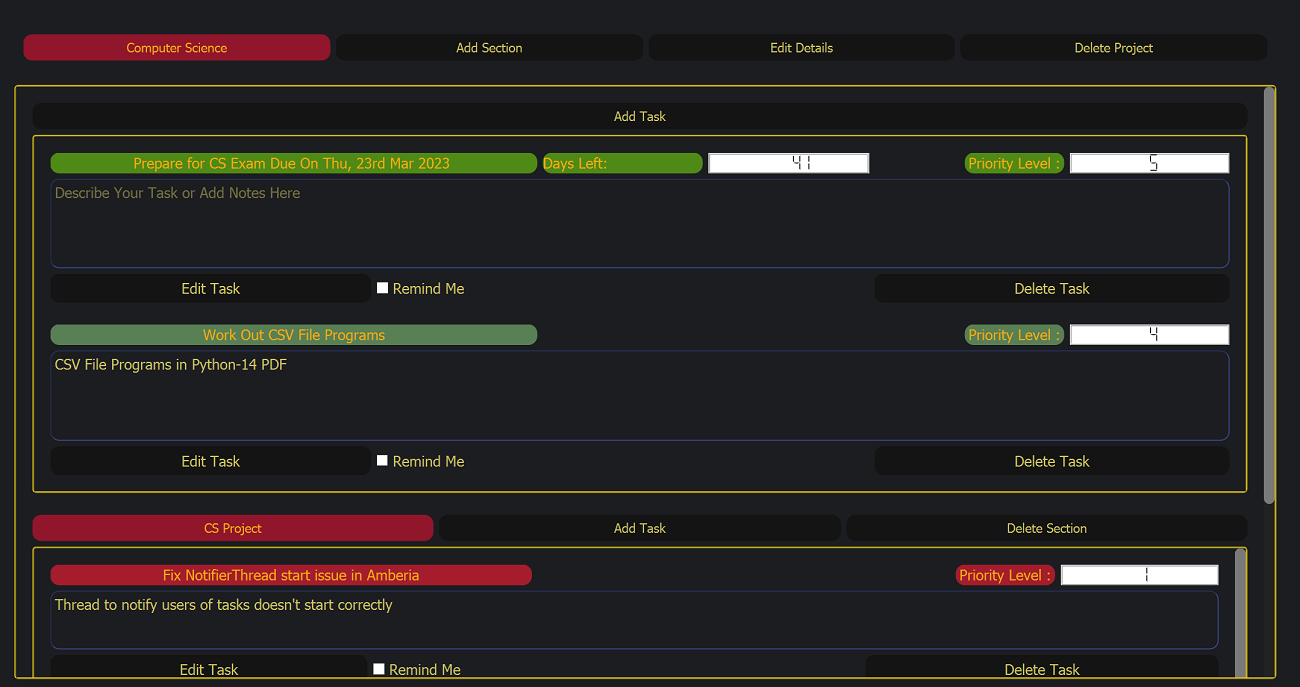 Computer Science Add Section Edit Details Delete Project
Add Task
Prepare for CS Exam Due On Thu, 23rd Mar 2023 Days Left: 41 Priority Level : 5
Describe Your Task or Add Notes Here
Edit Task Remind Me Delete Task
Work Out CSV File Programs Priority Level : 4
CSV File Programs in Python-14 PDF
Edit Task Remind Me Delete Task
CS Project Add Task Delete Section
Fix NotifierThread start issue in Amberia Priority Level : 1
Thread to notify users of tasks doesn't start correctly
Edit Task Remind Me Delete Task